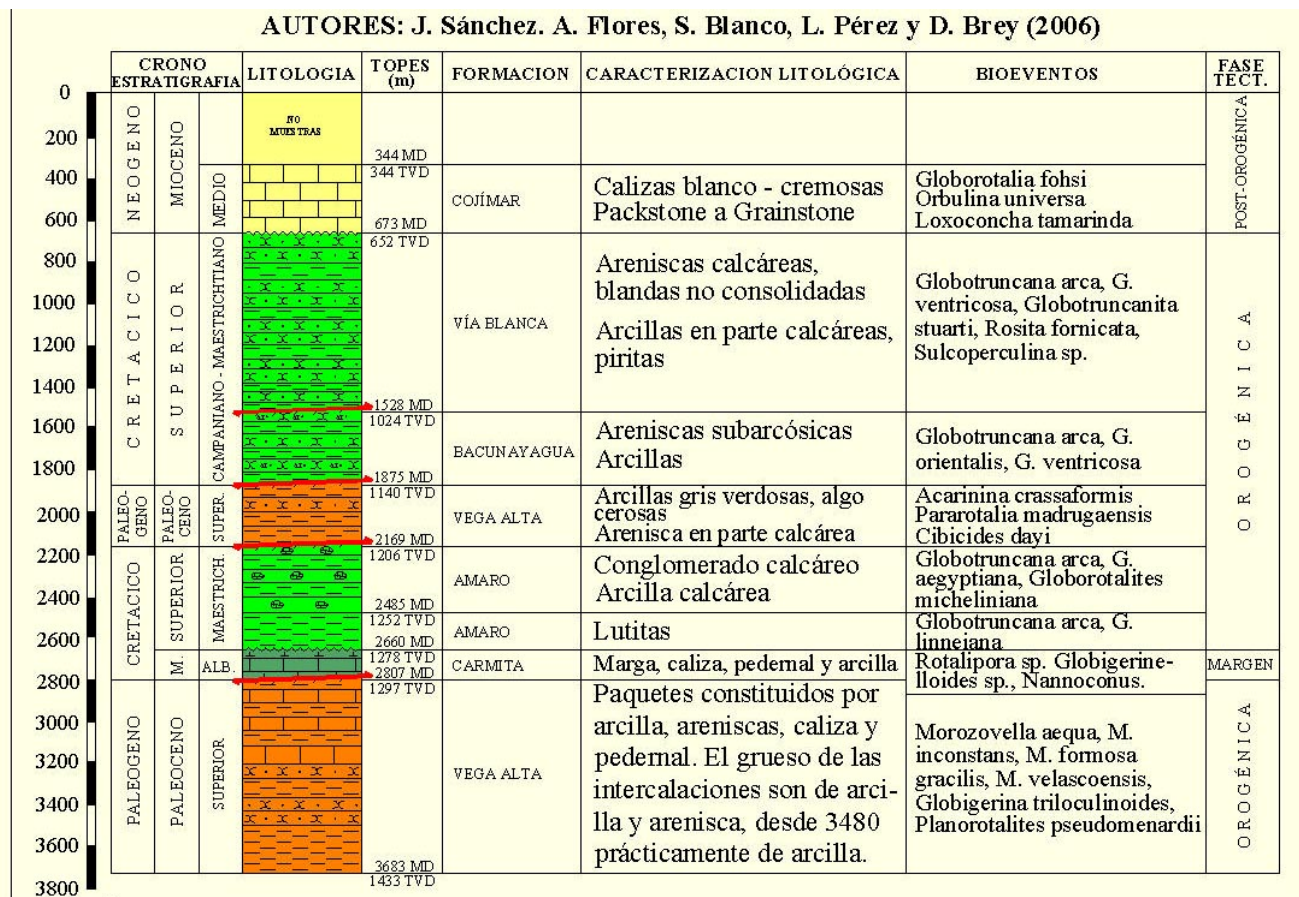 AUTORES: J. Sánchez. A. Flores, S. Blanco, L. Pérez y D. Brey (2006)
CRONO
ESTRATIGRAFIA
LITOLOGIA
TOPES
(m)
FORMACION
CARACTERIZACION LITOLÓGICA
BIOEVENTOS
FASE
TECT.
0
200
400
600
800
1000
1200
1400
1600
1800
2000
2200
2400
2600
2800
3000
3200
3400
3600
3800
NEOGENO
MIOCENO
NO
MUESTRAS
344 MD
POST-OROGÉNICA
MEDIO
344 TVD
673 MD
COJÍMAR
Calizas blanco - cremosas
Packstone a Grainstone
Globorotalia fohsi
Orbulina universa
Loxoconcha tamarinda
CRETACICO
SUPERIOR
CAMPANIANO - MAESTRICHTIANO
652 TVD
1528 MD
VÍA BLANCA
Areniscas calcáreas,
blandas no consolidadas
Arcillas en parte calcáreas,
piritas
Globotruncana arca, G.
ventricosa, Globotruncanita
stuarti, Rosita fornicata,
Sulcoperculina sp.
OROGÉNICA
1024 TVD
1875 MD
BACUNAYAGUA
Areniscas subarcósicas
Arcillas
Globotruncana arca, G.
orientalis, G. ventricosa
PALEO-
GENO
PALEO-
CENO
SUPER.
1140 TVD
2169 MD
VEGA ALTA
Arcillas gris verdosas, algo
cerosas
Arenisca en parte calcárea
Acarinina crassaformis
Pararotalia madrugaensis
Cibicides dayi
CRETACICO
SUPERIOR
MAESTRICH.
1206 TVD
2485 MD
AMARO
Conglomerado calcáreo
Arcilla calcárea
Globotruncana arca, G.
aegyptiana, Globorotalites
micheliniana
1252 TVD
2660 MD
AMARO
Lutitas
Globotruncana arca, G.
linneiana
M.
ALB.
1278 TVD
2807 MD
CARMITA
Marga, caliza, pedernal y arcilla
Rotalipora sp. Globigerine-
lloides sp., Nannoconus.
MARGEN
PALEOGENO
PALEOCENO
SUPERIOR
1297 TVD
3683 MD
1433 TVD
VEGA ALTA
Paquetes constituidos por
arcilla, areniscas, caliza y
pedernal. El grueso de las
intercalaciones son de arci-
lla y arenisca, desde 3480
prácticamente de arcilla.
Morozovella aequa, M.
inconstans, M. formosa
gracilis, M. velascoensis,
Globigerina triloculinoides,
Planorotalites pseudomenardii
OROGÉNICA